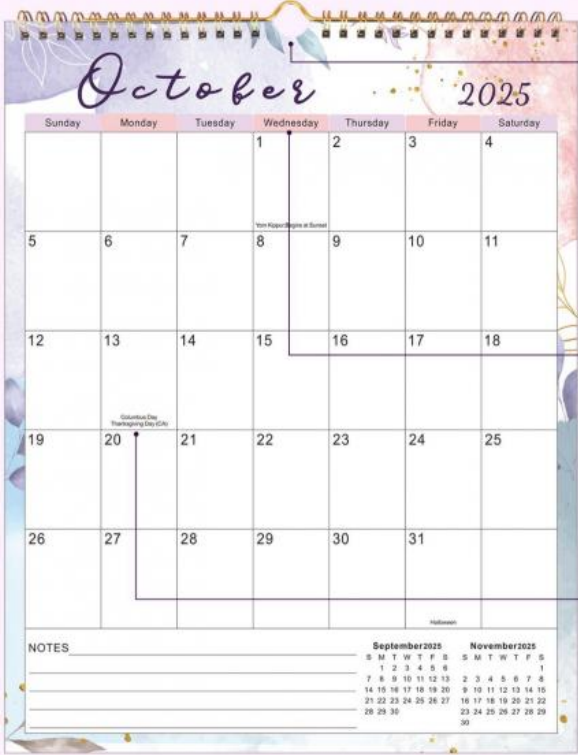 October
2025
Sunday Monday Tuesday Wednesday Thursday Friday Saturday
1 2 3 4
Yom Kippur Begins at Sunset
5 6 7 8 9 10 11
12 13 14 15 16 17 18
Columbus Day
Thanksgiving Day (CA)
19 20 21 22 23 24 25
26 27 28 29 30 31
Halloween
NOTES
September2025
S M T W T F S
1 2 3 4 5 6
7 8 9 10 11 12 13
14 15 16 17 18 19 20
21 22 23 24 25 26 27
28 29 30
November2025
S M T W T F S
1
2 3 4 5 6 7 8
9 10 11 12 13 14 15
16 17 18 19 20 21 22
23 24 25 26 27 28 29
30